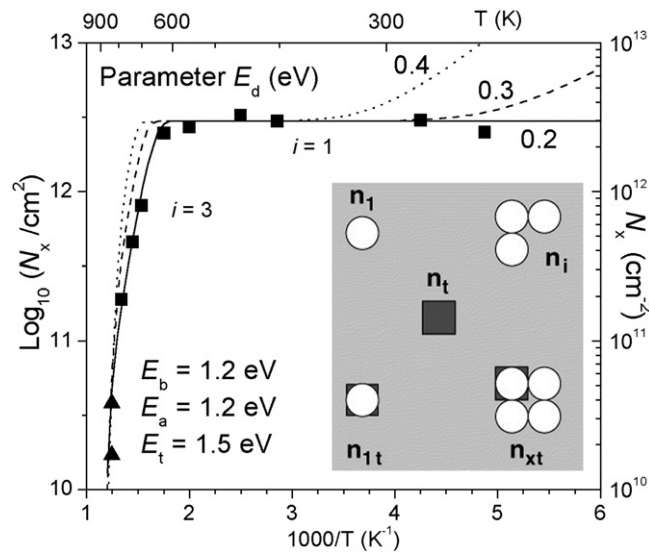 900 600 300 T (K)
13 10^13
Parameter E_d (eV) 0.4
0.3
0.2
i = 1
12 10^12
i = 3
n_1 n_i
n_t
Log_10 (N_x /cm^2)
N_x (cm^-2)
11 10^11
E_b = 1.2 eV
E_a = 1.2 eV
E_t = 1.5 eV
n_1t n_xt
10 10^10
1 2 3 4 5 6
1000/T (K^-1)